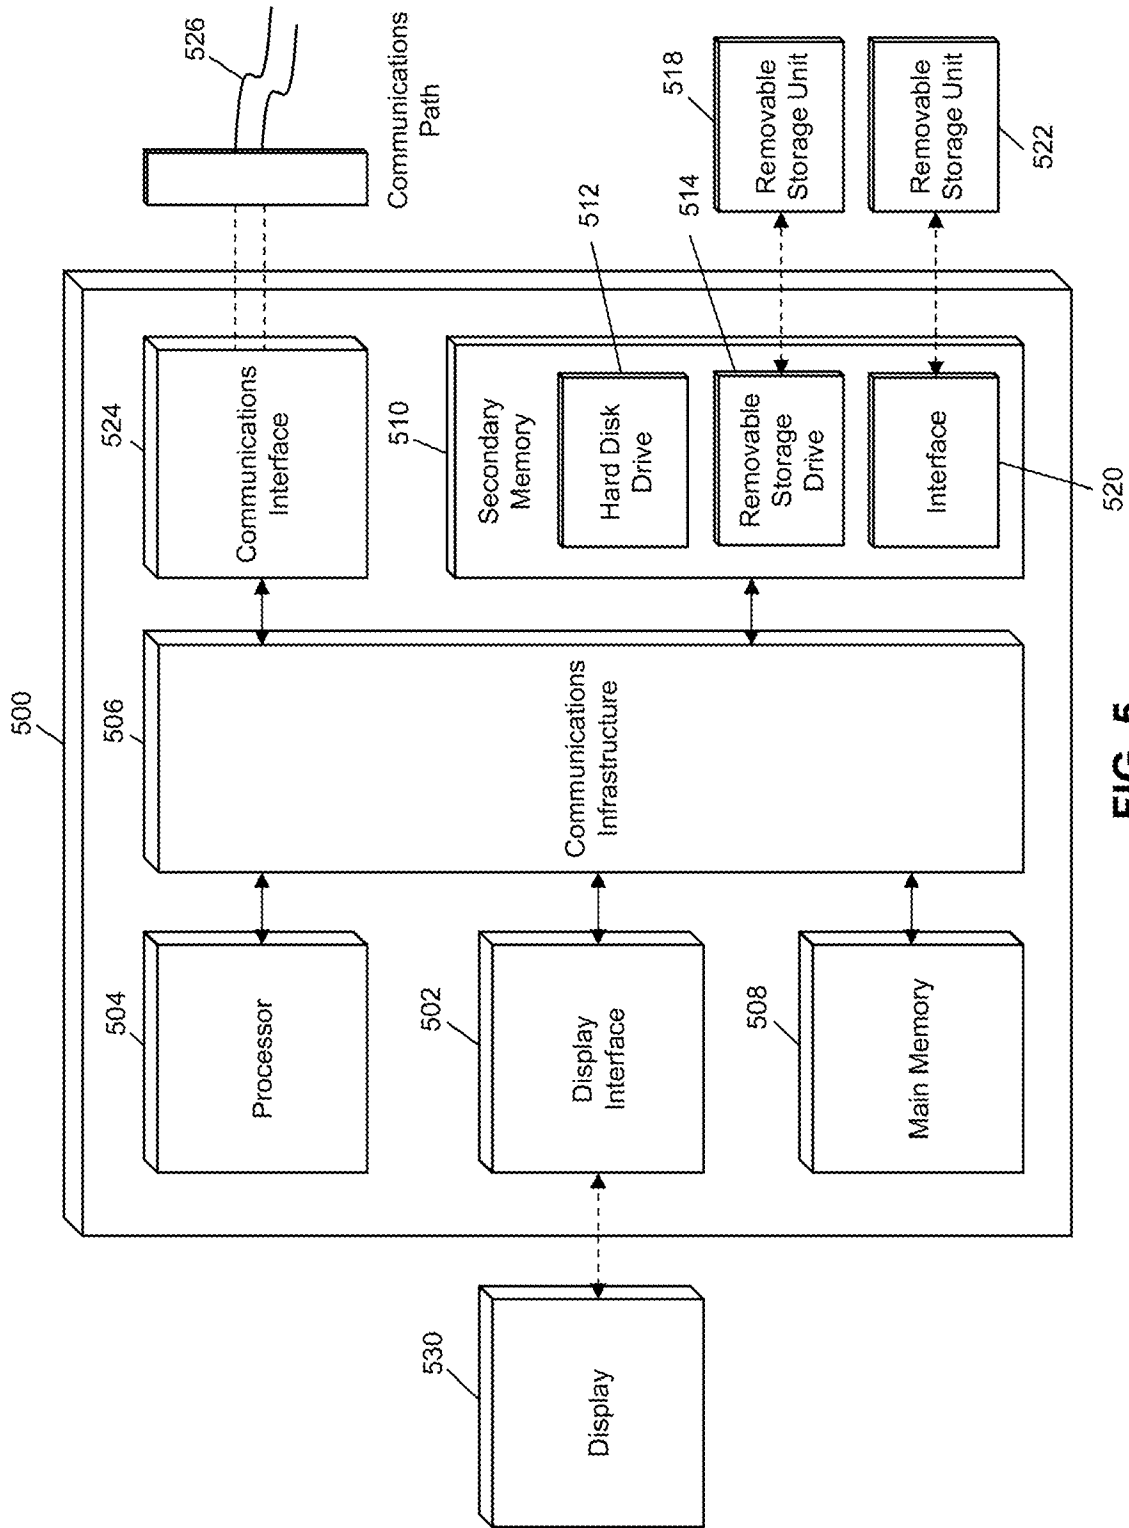 500
530
Display
504
Processor
502
Display
Interface
508
Main Memory
506
Communications
Infrastructure
524
Communications
Interface
510
Secondary
Memory
512
Hard Disk
Drive
514
Removable
Storage
Drive
520
Interface
526
Communications
Path
518
Removable
Storage Unit
522
Removable
Storage Unit
FIG. 5